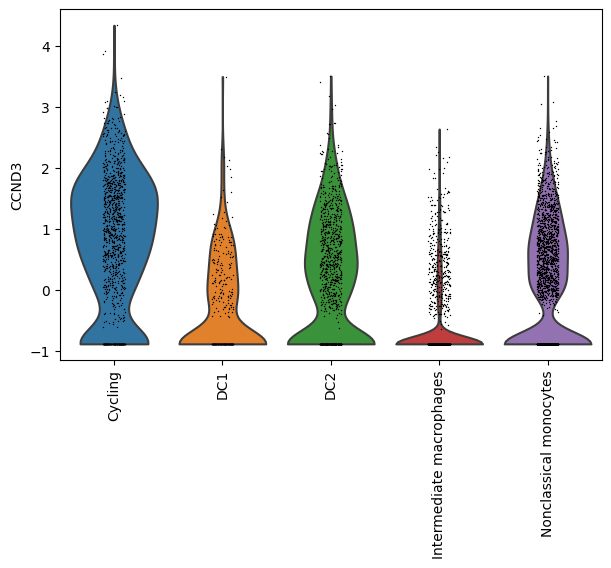 CCND3
4
3
2
1
0
−1
Cycling
DC1
DC2
Intermediate macrophages
Nonclassical monocytes